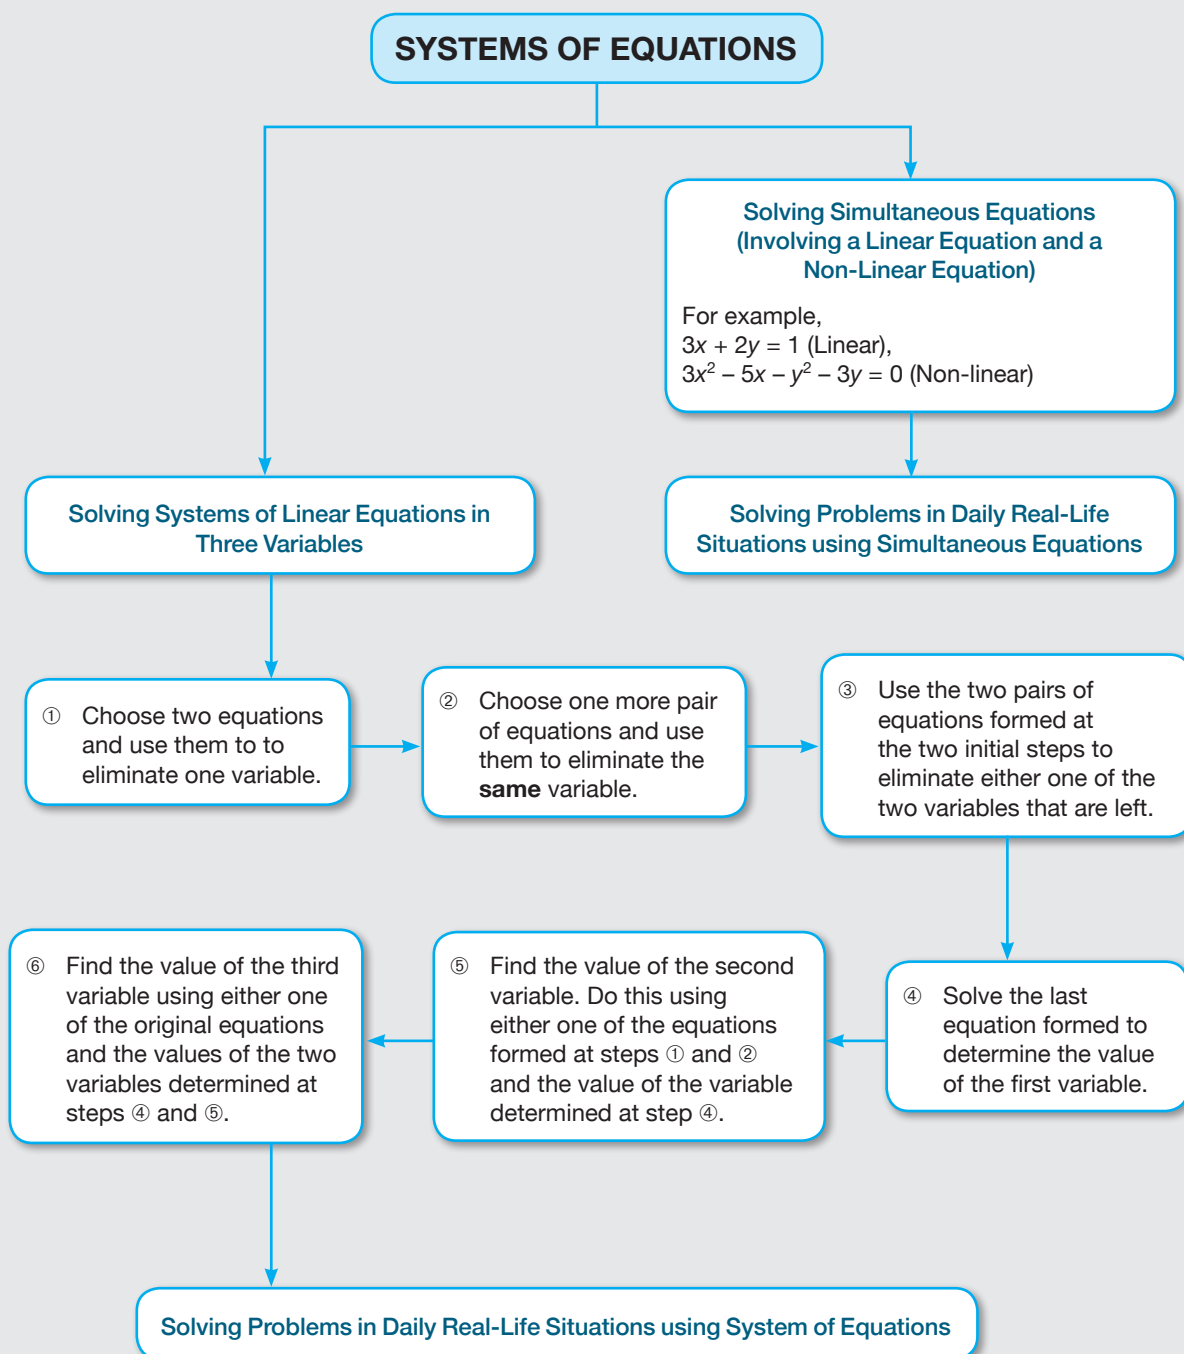 SYSTEMS OF EQUATIONS
Solving Simultaneous Equations
(Involving a Linear Equation and a
Non-Linear Equation)
For example,
3x + 2y = 1 (Linear),
3x² – 5x – y² – 3y = 0 (Non-linear)
Solving Systems of Linear Equations in
Three Variables
Solving Problems in Daily Real-Life
Situations using Simultaneous Equations
① Choose two equations
and use them to to
eliminate one variable.
② Choose one more pair
of equations and use
them to eliminate the
same variable.
③ Use the two pairs of
equations formed at
the two initial steps to
eliminate either one of the
two variables that are left.
④ Solve the last
equation formed to
determine the value
of the first variable.
⑤ Find the value of the second
variable. Do this using
either one of the equations
formed at steps ① and ②
and the value of the variable
determined at step ④.
⑥ Find the value of the third
variable using either one
of the original equations
and the values of the two
variables determined at
steps ④ and ⑤.
Solving Problems in Daily Real-Life Situations using System of Equations